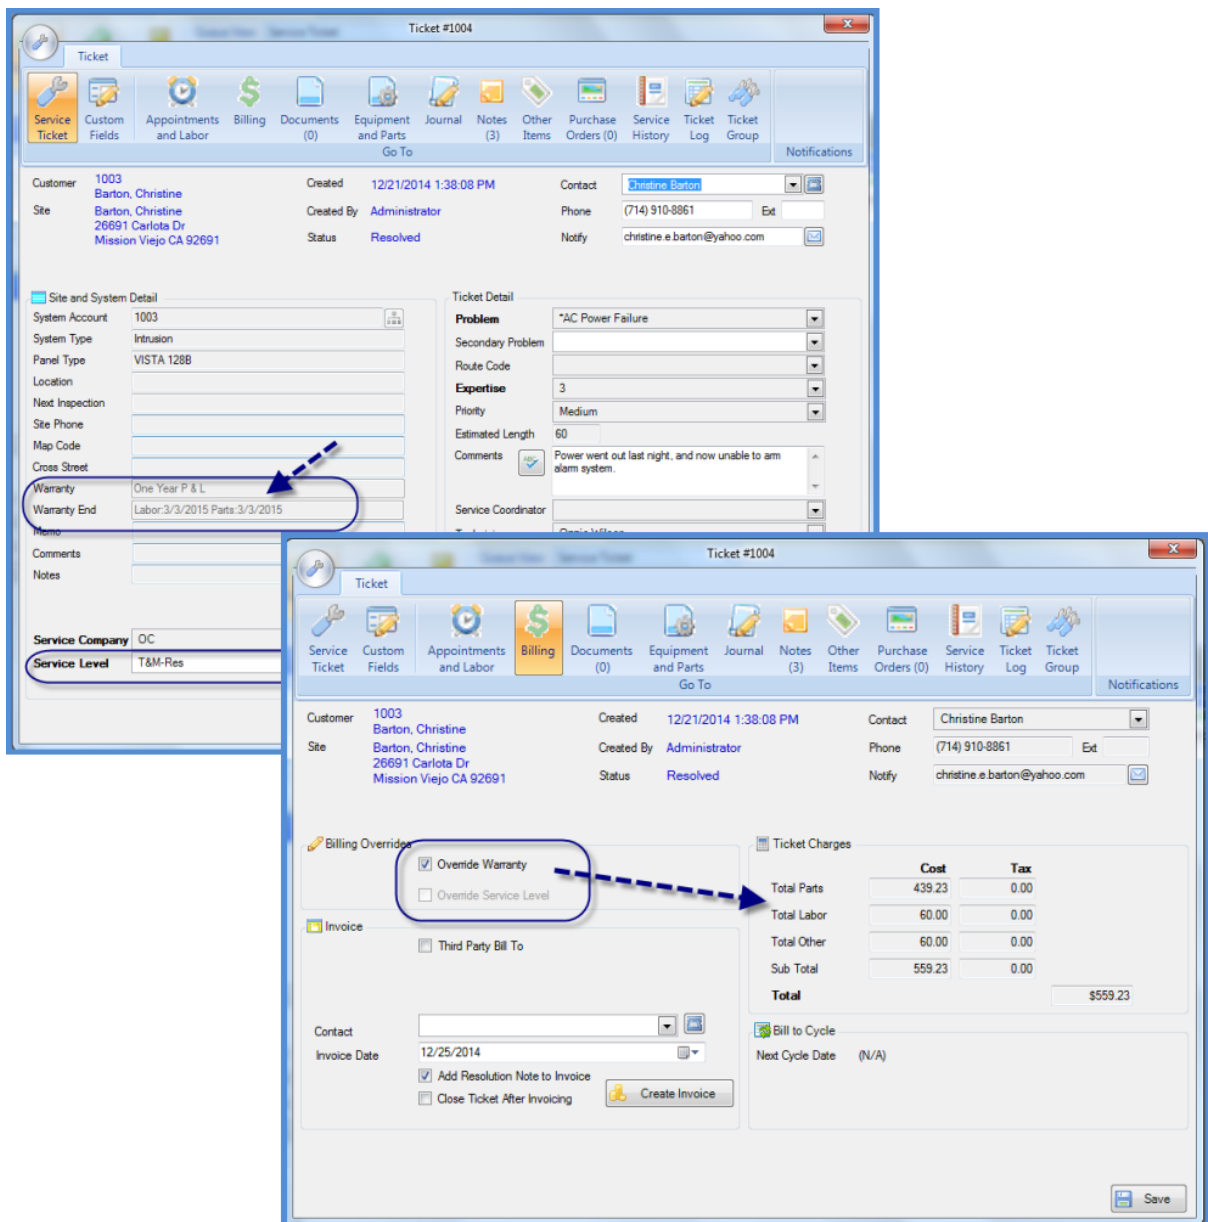 Ticket #1004
Ticket
Service Ticket
Custom Fields
Appointments and Labor
Billing
Documents (0)
Equipment and Parts
Journal
Notes (3)
Other Items
Purchase Orders (0)
Service History
Ticket Log
Ticket Group
Go To
Notifications
Customer 1003
Barton, Christine
Site Barton, Christine
26691 Carlota Dr
Mission Viejo CA 92691
Created 12/21/2014 1:38:08 PM
Created By Administrator
Status Resolved
Contact Christine Barton
Phone (714) 910-8861 Ext
Notify christine.e.barton@yahoo.com
Site and System Detail
System Account 1003
System Type Intrusion
Panel Type VISTA 128B
Location
Next Inspection
Site Phone
Map Code
Cross Street
Warranty One Year P & L
Warranty End Labor:3/3/2015 Parts:3/3/2015
Memo
Comments
Notes
Service Company OC
Service Level T&M-Res
Ticket Detail
Problem *AC Power Failure
Secondary Problem
Route Code
Expertise 3
Priority Medium
Estimated Length 60
Comments ABC Power went out last night, and now unable to arm
alarm system.
Service Coordinator
Ticket #1004
Ticket
Service Ticket
Custom Fields
Appointments and Labor
Billing
Documents (0)
Equipment and Parts
Journal
Notes (3)
Other Items
Purchase Orders (0)
Service History
Ticket Log
Ticket Group
Go To
Notifications
Customer 1003
Barton, Christine
Site Barton, Christine
26691 Carlota Dr
Mission Viejo CA 92691
Created 12/21/2014 1:38:08 PM
Created By Administrator
Status Resolved
Contact Christine Barton
Phone (714) 910-8861 Ext
Notify christine.e.barton@yahoo.com
Billing Overrides
Override Warranty
Override Service Level
Invoice
Third Party Bill To
Contact
Invoice Date 12/25/2014
Add Resolution Note to Invoice
Close Ticket After Invoicing
Create Invoice
Ticket Charges
Cost Tax
Total Parts 439.23 0.00
Total Labor 60.00 0.00
Total Other 60.00 0.00
Sub Total 559.23 0.00
Total $559.23
Bill to Cycle
Next Cycle Date (N/A)
Save